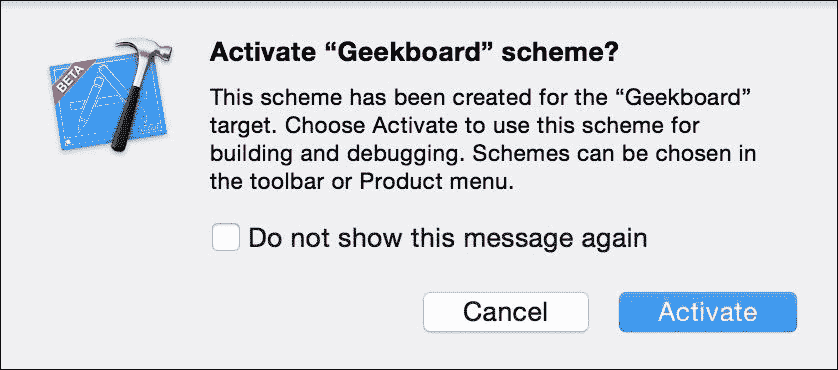 Activate “Geekboard” scheme?
BETA
This scheme has been created for the “Geekboard”
target. Choose Activate to use this scheme for
building and debugging. Schemes can be chosen in
the toolbar or Product menu.
Do not show this message again
Cancel
Activate